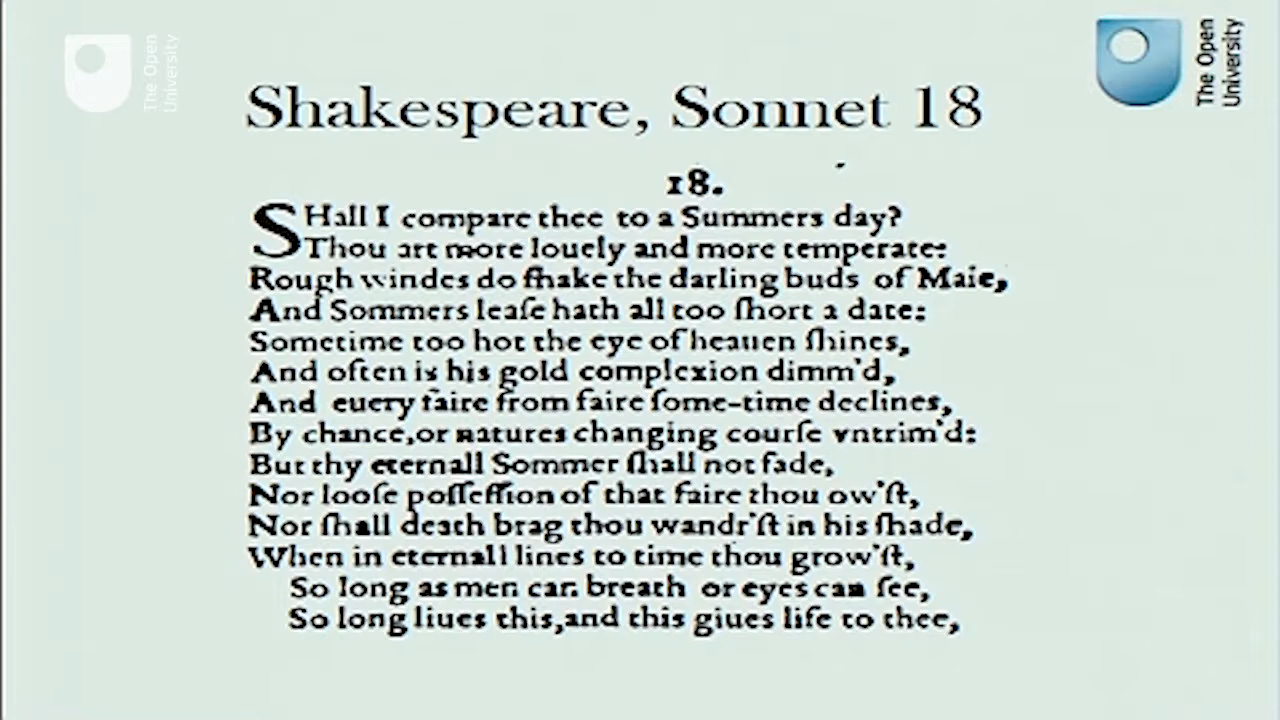 The Open
University
The Open
University
Shakespeare, Sonnet 18
18.
SHall I compare thee to a Summers day?
Thou art more louely and more temperate:
Rough windes do ſhake the darling buds of Maie,
And Sommers leaſe hath all too ſhort a date:
Sometime too hot the eye of heauen ſhines,
And often is his gold complexion dimm'd,
And euery faire from faire ſome-time declines,
By chance,or natures changing courſe vntrim'd:
But thy eternall Sommer ſhall not fade,
Nor looſe poſſeſſion of that faire thou ow'ſt,
Nor ſhall death brag thou wandr'ſt in his ſhade,
When in eternall lines to time thou grow'ſt,
So long as men can breath or eyes can ſee,
So long liues this,and this giues life to thee,